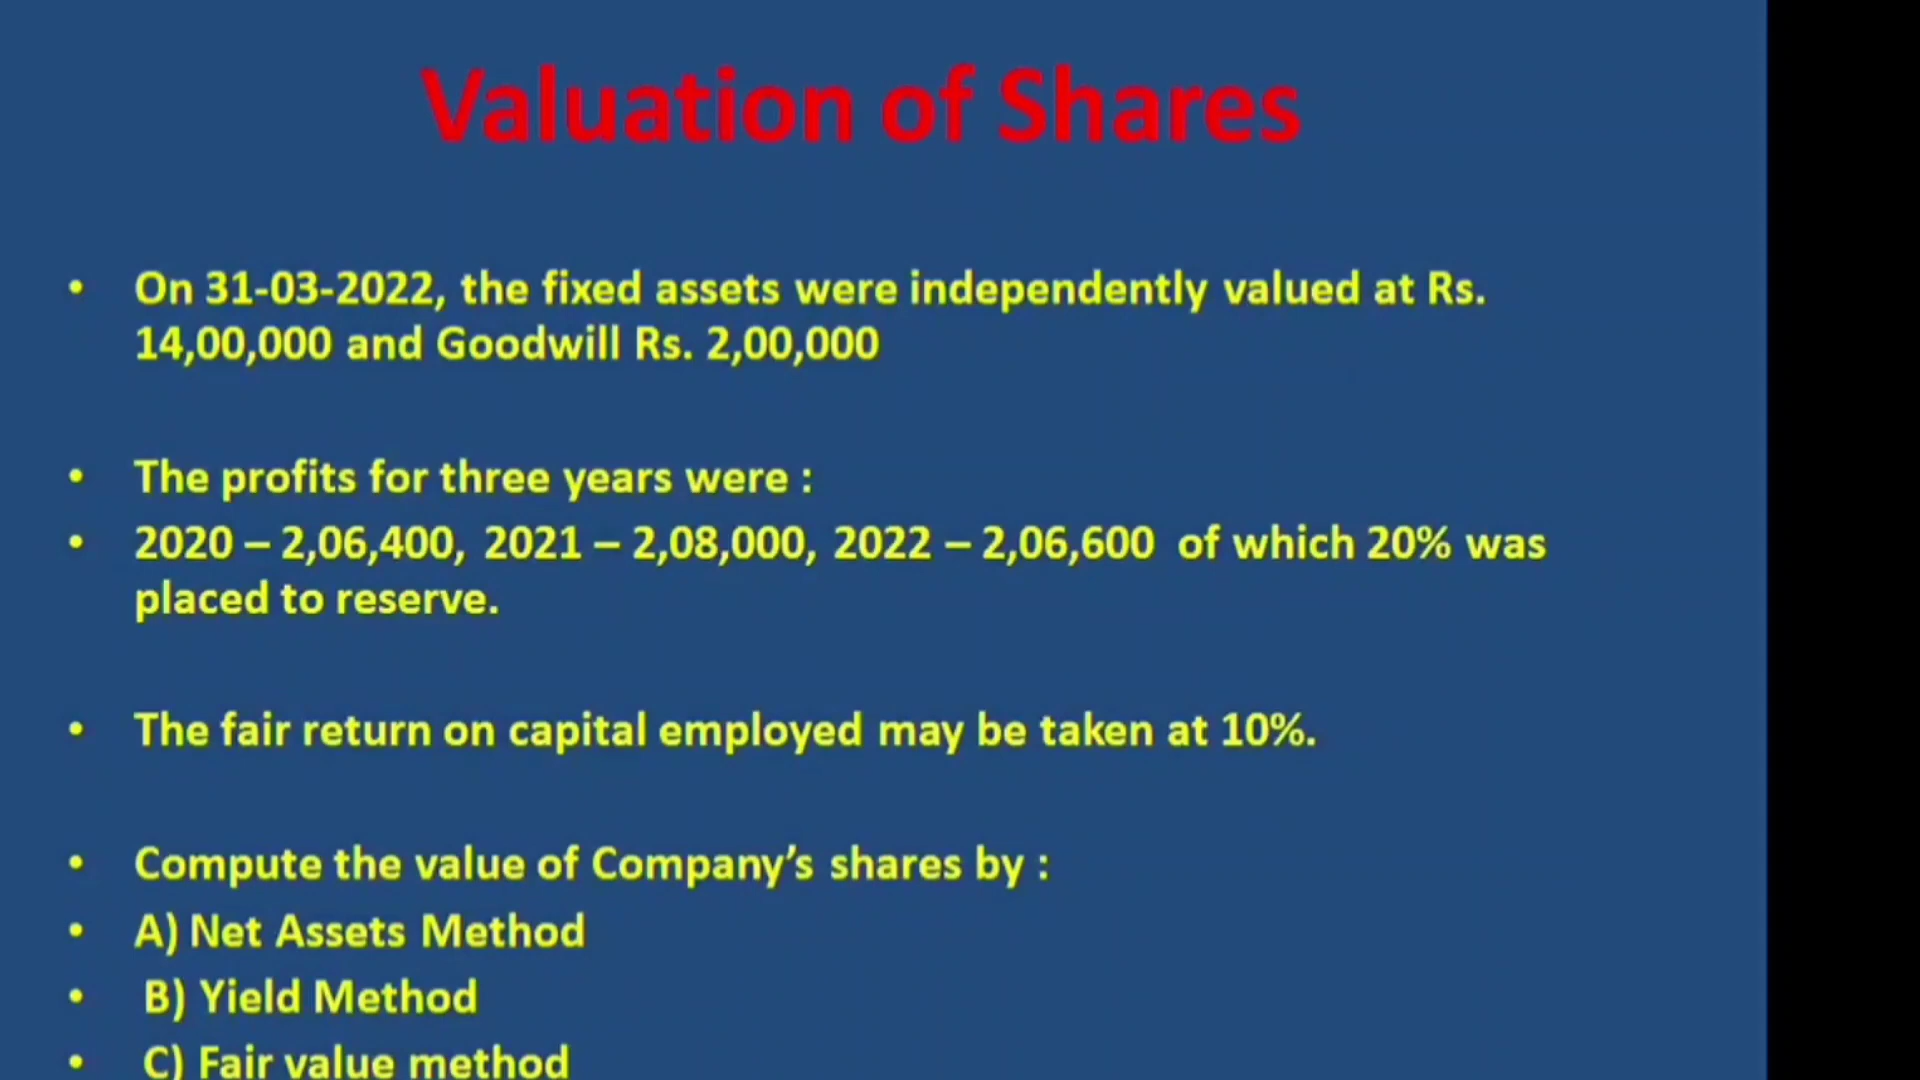 Valuation of Shares
• On 31-03-2022, the fixed assets were independently valued at Rs.
14,00,000 and Goodwill Rs. 2,00,000
• The profits for three years were :
• 2020 – 2,06,400, 2021 – 2,08,000, 2022 – 2,06,600 of which 20% was
placed to reserve.
• The fair return on capital employed may be taken at 10%.
• Compute the value of Company’s shares by :
• A) Net Assets Method
• B) Yield Method
• C) Fair value method